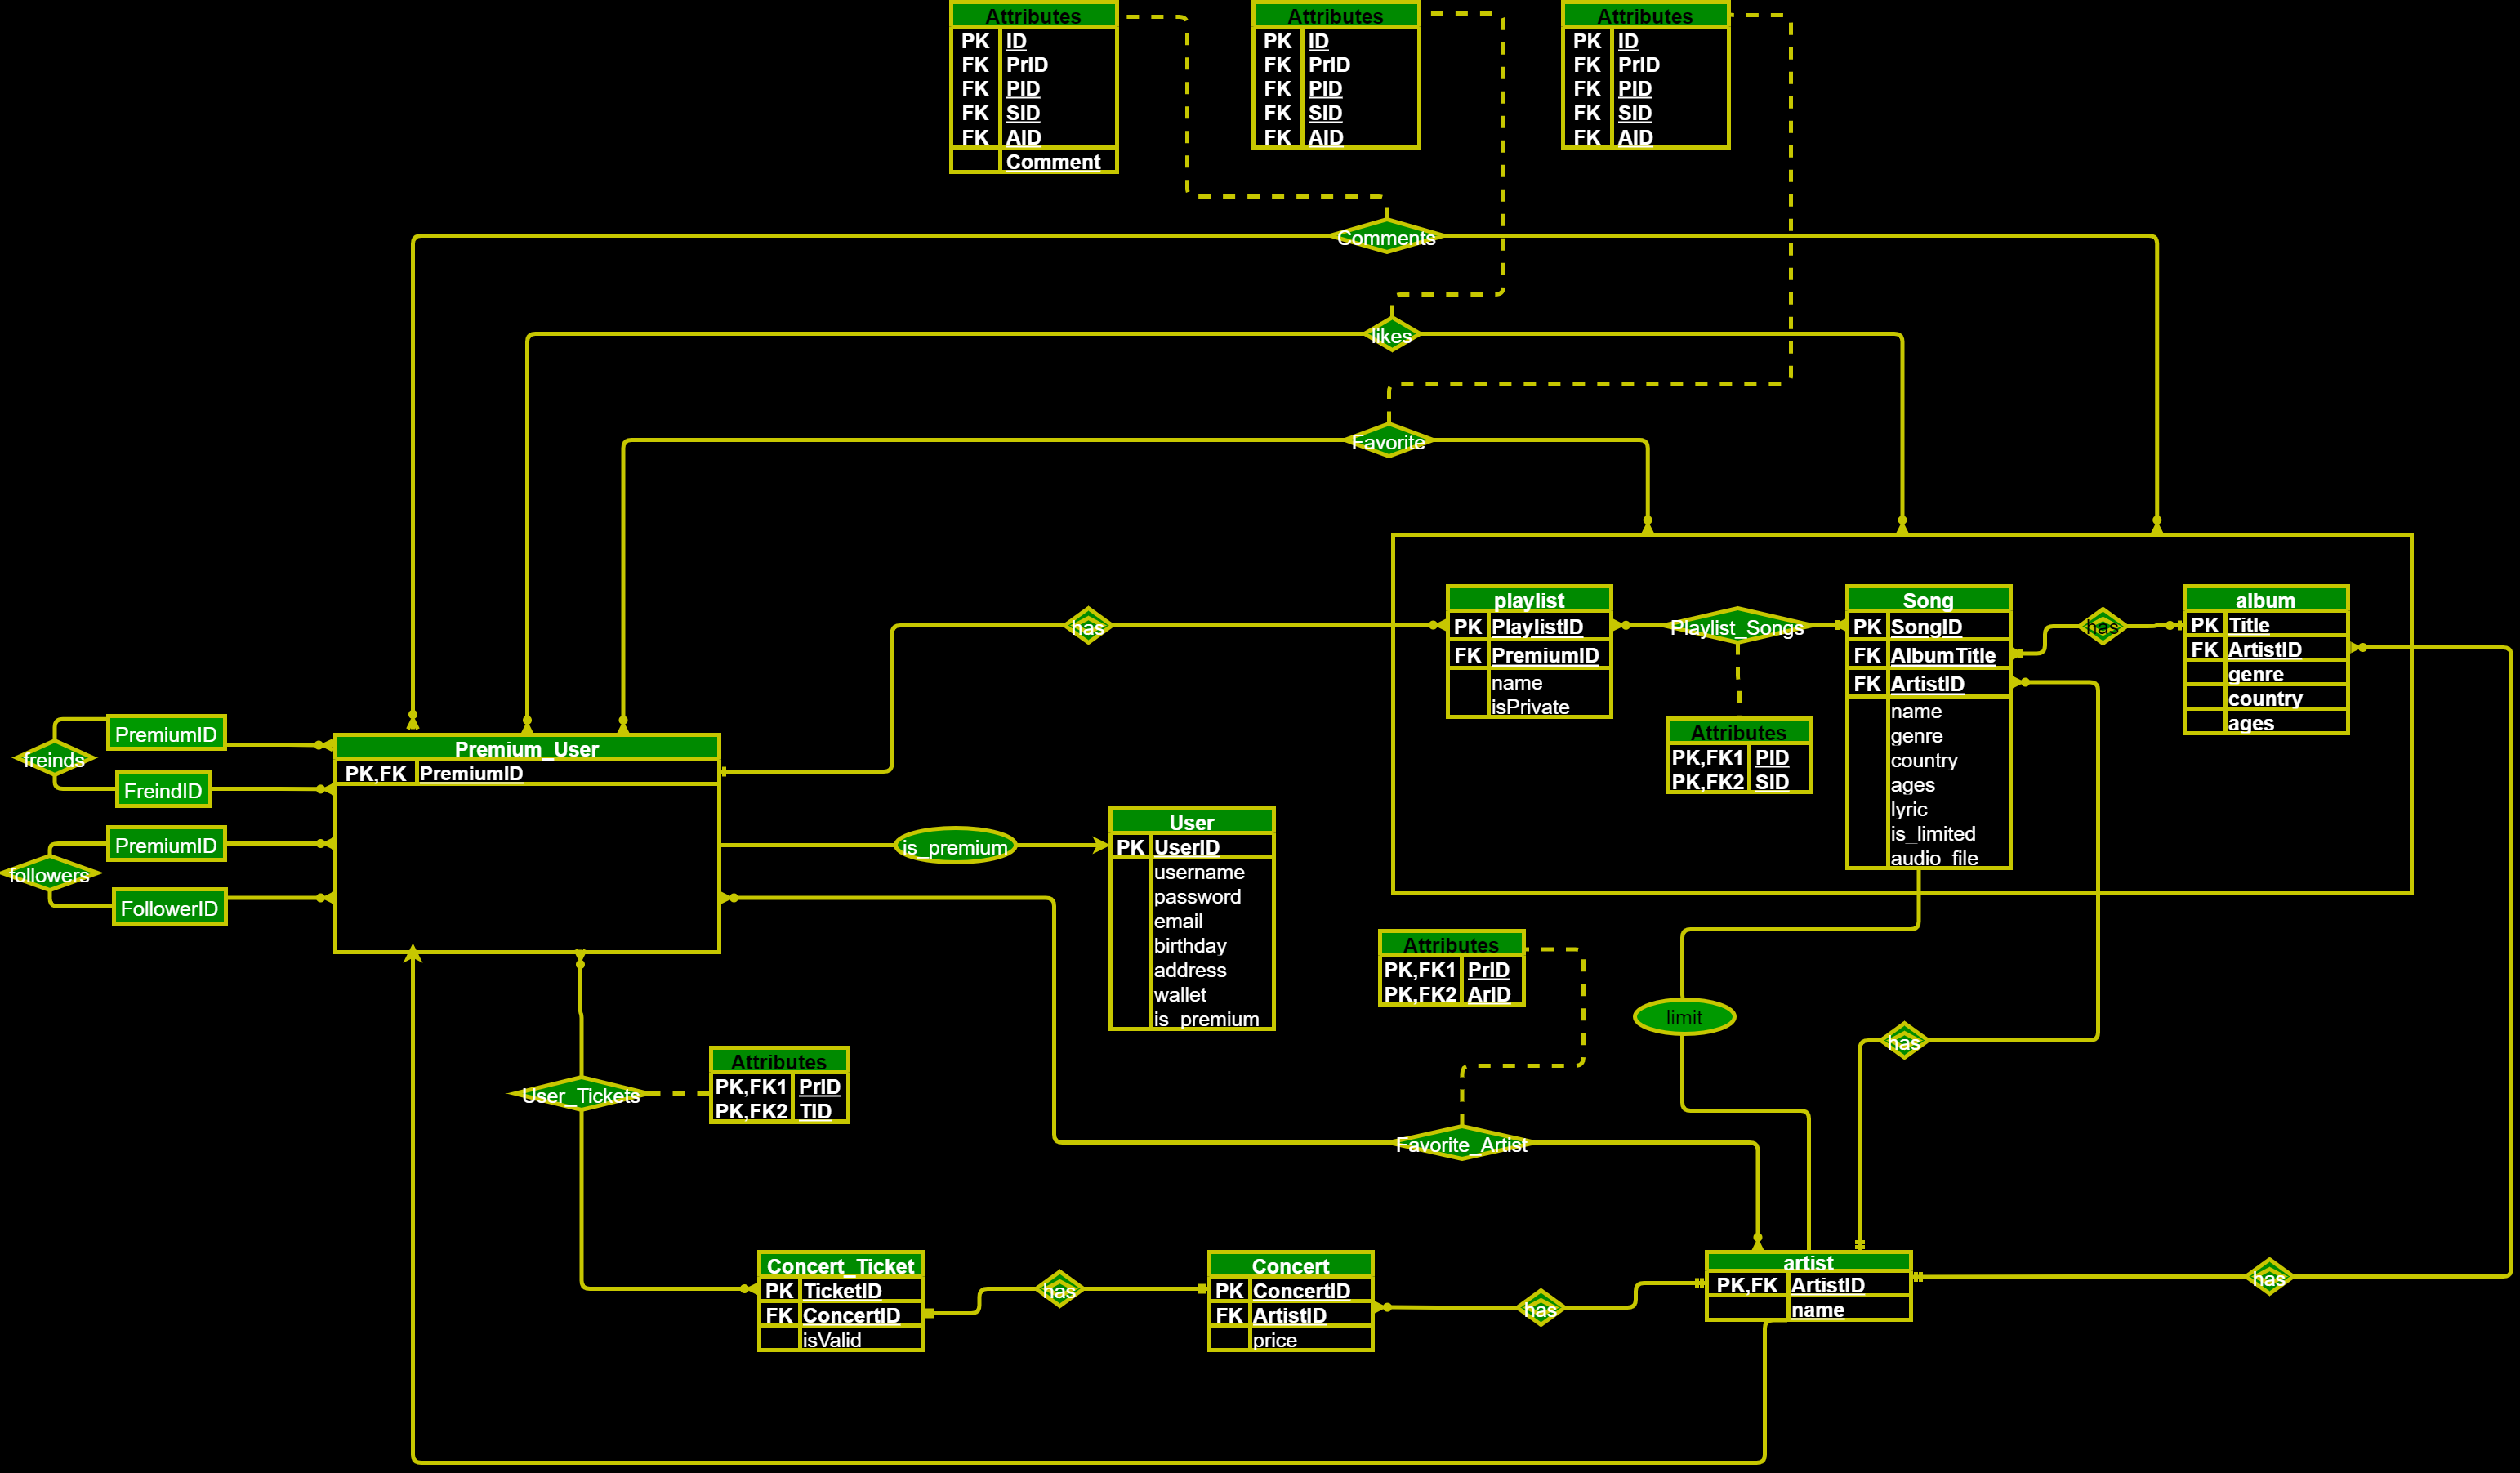 Attributes
PK ID
FK PrID
FK PID
FK SID
FK AID
Comment
Attributes
PK ID
FK PrID
FK PID
FK SID
FK AID
Attributes
PK ID
FK PrID
FK PID
FK SID
FK AID
Comments
likes
Favorite
has
playlist
PK PlaylistID
FK PremiumID
name
isPrivate
Playlist_Songs
Attributes
PK,FK1 PID
PK,FK2 SID
Song
PK SongID
FK AlbumTitle
FK ArtistID
name
genre
country
ages
lyric
is_limited
audio_file
has
album
PK Title
FK ArtistID
genre
country
ages
freinds
PremiumID
FreindID
followers
PremiumID
FollowerID
Premium_User
PK,FK PremiumID
is_premium
User
PK UserID
username
password
email
birthday
address
wallet
is_premium
Attributes
PK,FK1 PrID
PK,FK2 ArID
limit
has
User_Tickets
Attributes
PK,FK1 PrID
PK,FK2 TID
Favorite_Artist
Concert_Ticket
PK TicketID
FK ConcertID
isValid
has
Concert
PK ConcertID
FK ArtistID
price
has
artist
PK,FK ArtistID
name
has